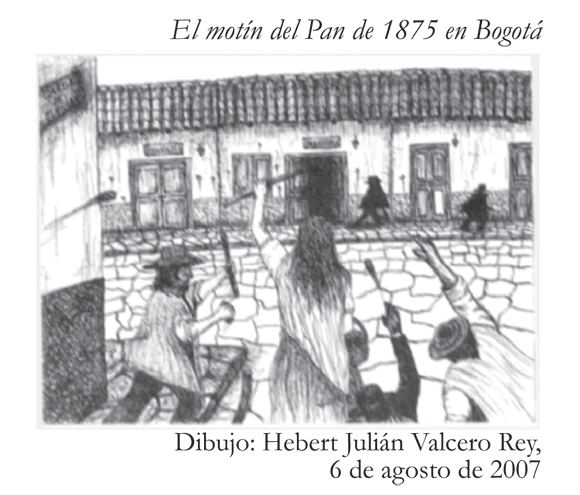 El motín del Pan de 1875 en Bogotá
Dibujo: Hebert Julián Valcero Rey,
6 de agosto de 2007